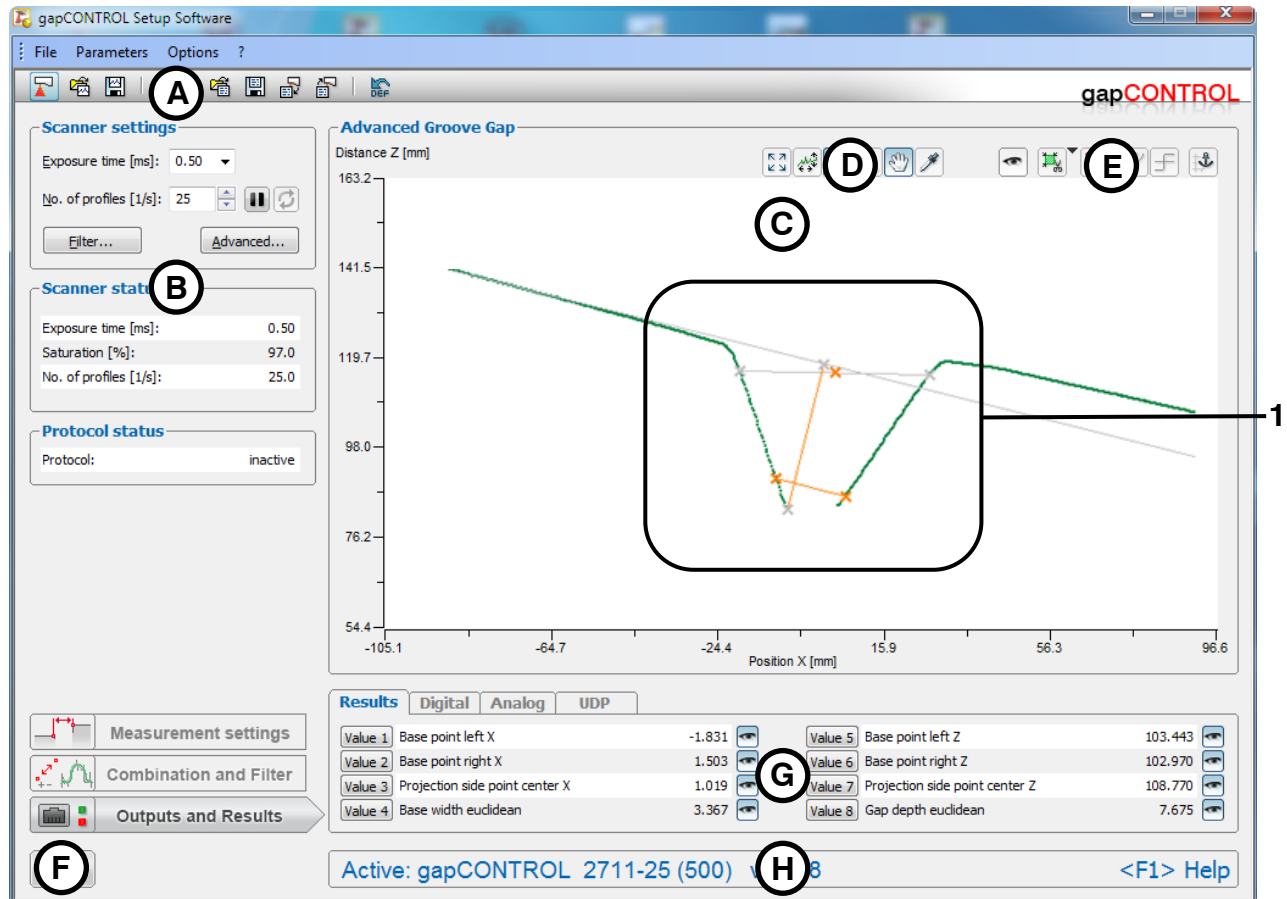 gapCONTROL Setup Software
File Parameters Options ?
A
DEF
gapCONTROL
Scanner settings
Exposure time [ms]: 0.50
No. of profiles [1/s]: 25
Filter... Advanced...
B
Exposure time [ms]: 0.50
Saturation [%]: 97.0
No. of profiles [1/s]: 25.0
Protocol status
Protocol: inactive
Advanced Groove Gap
Distance Z [mm]
D
E
C
163.2
141.5
119.7
98.0
76.2
54.4
1
-105.1 -64.7 -24.4 15.9 56.3 96.6
Position X [mm]
Measurement settings
Combination and Filter
Outputs and Results
F
Results Digital Analog UDP
Value 1 Base point left X -1.831
Value 2 Base point right X 1.503
Value 3 Projection side point center X 1.019
Value 4 Base width euclidean 3.367
G
Value 5 Base point left Z 103.443
Value 6 Base point right Z 102.970
Value 7 Projection side point center Z 108.770
Value 8 Gap depth euclidean 7.675
Active: gapCONTROL 2711-25 (500) H 8 <F1> Help